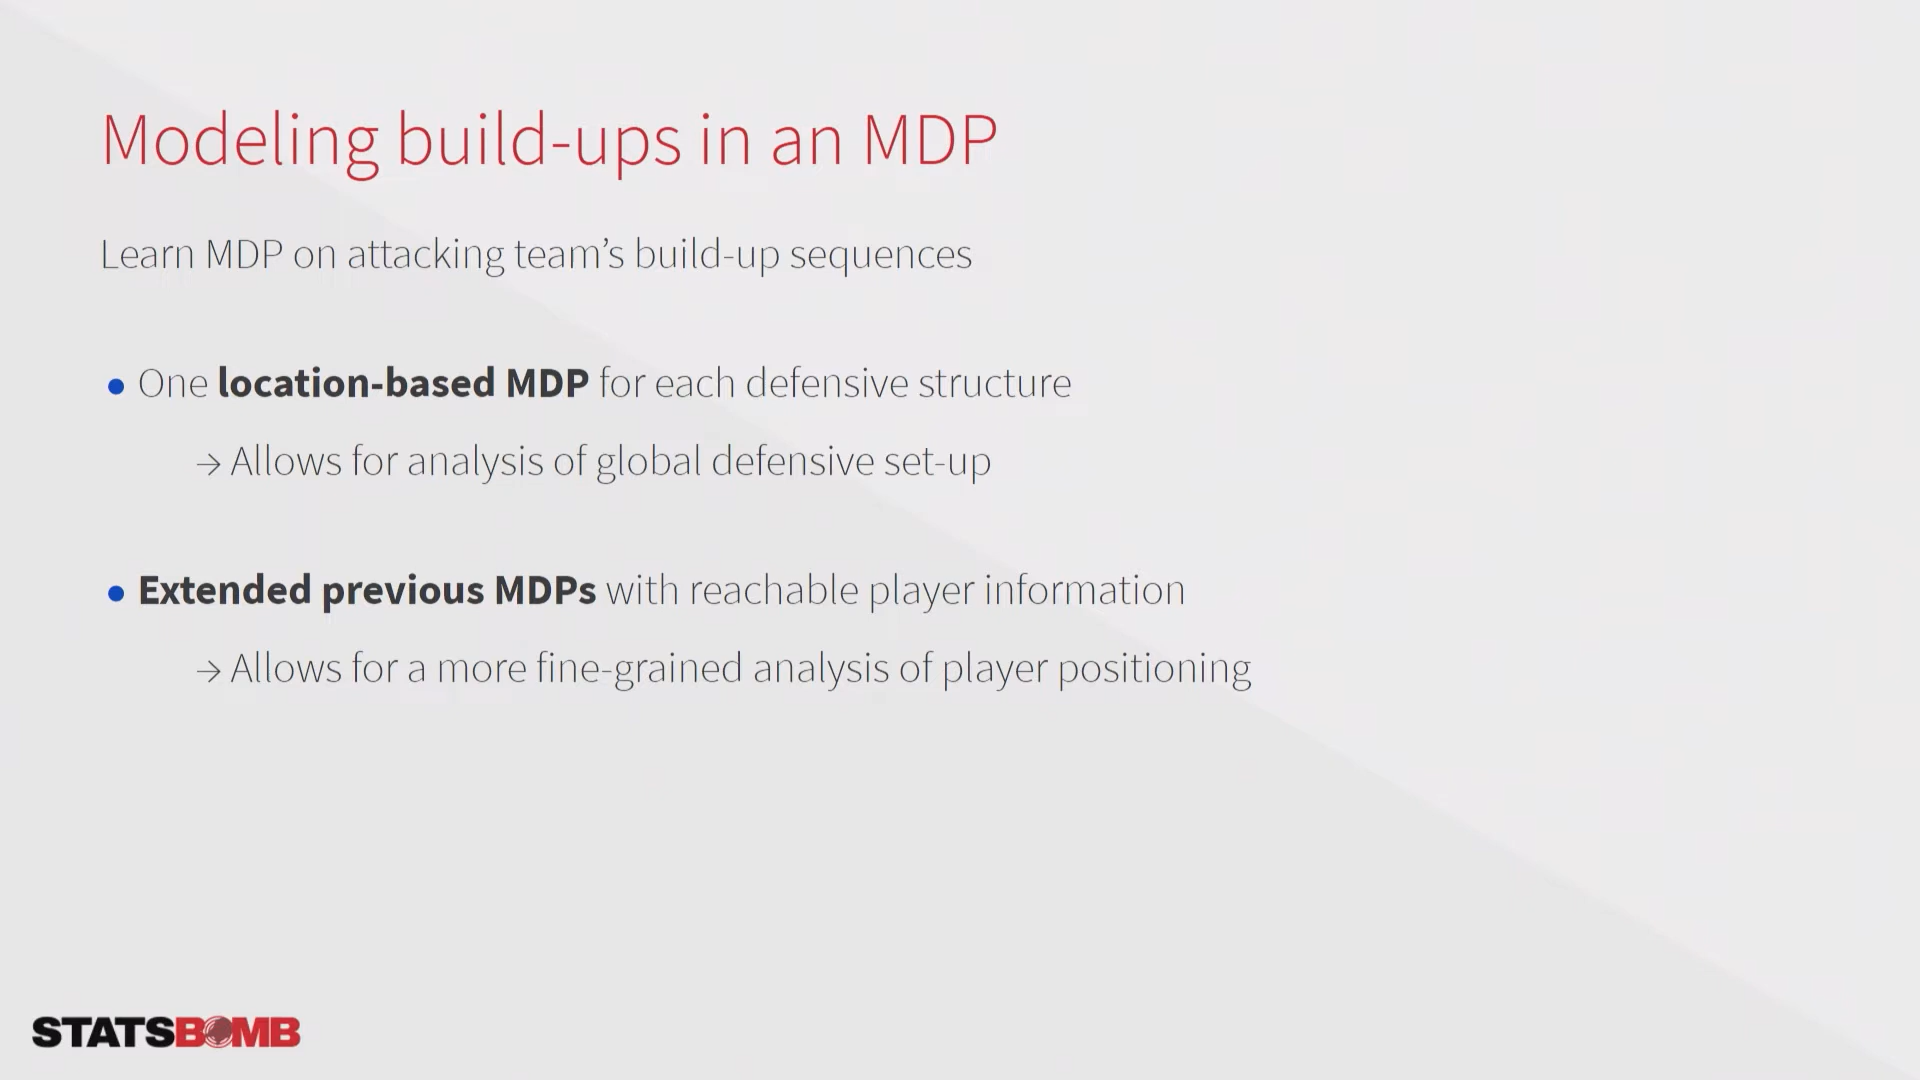 Modeling build-ups in an MDP
Learn MDP on attacking team’s build-up sequences
● One location-based MDP for each defensive structure
→ Allows for analysis of global defensive set-up
● Extended previous MDPs with reachable player information
→ Allows for a more fine-grained analysis of player positioning
STATSBOMB